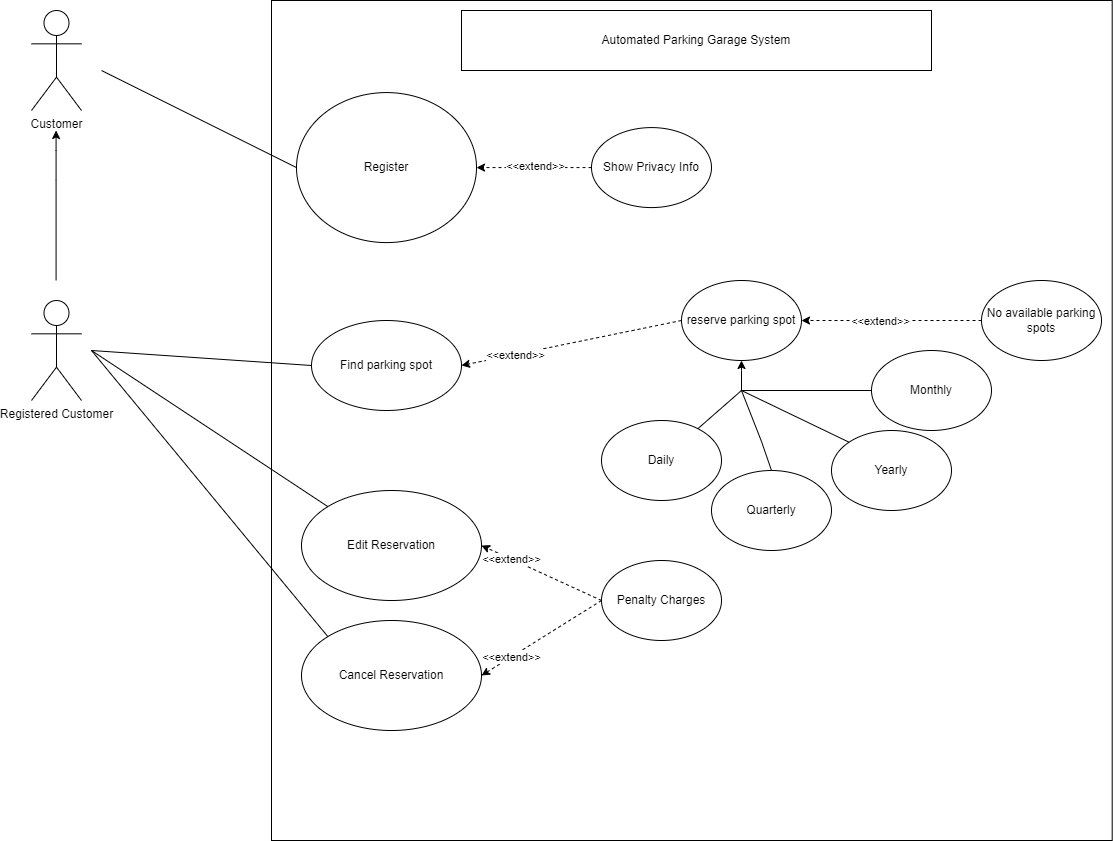 Automated Parking Garage System
Customer
Register
<<extend>>
Show Privacy Info
Registered Customer
Find parking spot
<<extend>>
reserve parking spot
<<extend>>
No available parking
spots
Monthly
Daily
Yearly
Quarterly
Edit Reservation
<<extend>>
Penalty Charges
<<extend>>
Cancel Reservation